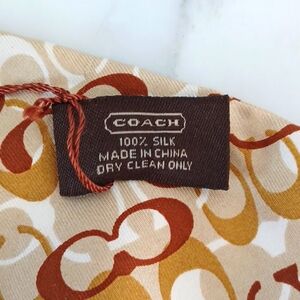 COACH
100% SILK
MADE IN CHINA
DRY CLEAN ONLY